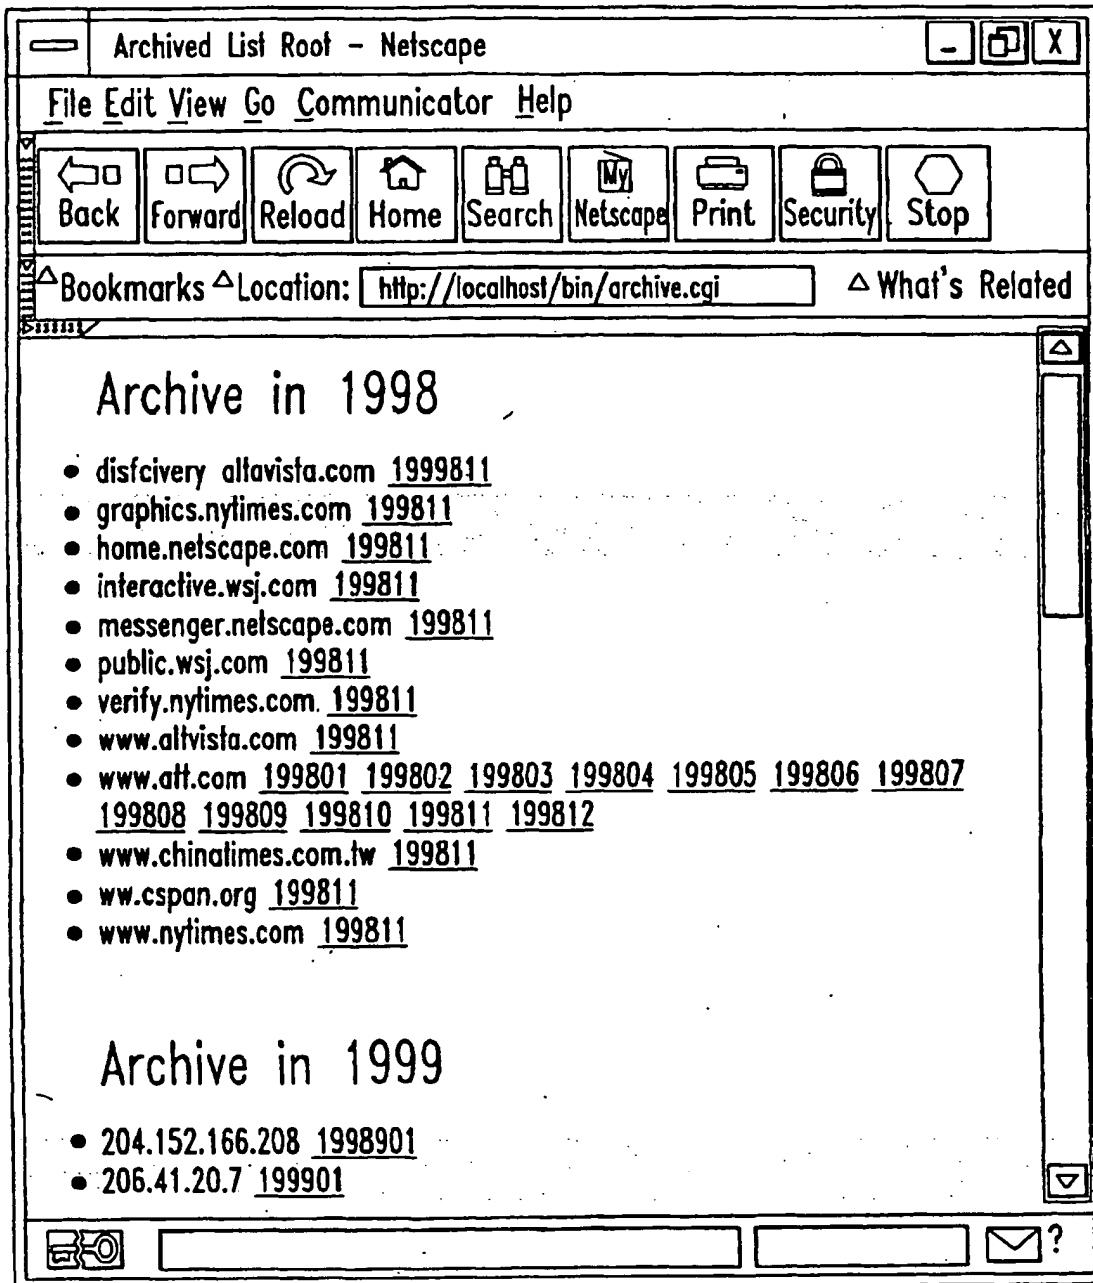 Archived List Root - Netscape
File Edit View Go Communicator Help
Back Forward Reload Home Search My Netscape Print Security Stop
Bookmarks Location: http://localhost/bin/archive.cgi What's Related
Archive in 1998
• disfcivery altavista.com 1999811
• graphics.nytimes.com 199811
• home.netscape.com 199811
• interactive.wsj.com 199811
• messenger.netscape.com 199811
• public.wsj.com 199811
• verify.nytimes.com. 199811
• www.altvista.com 199811
• www.att.com 199801 199802 199803 199804 199805 199806 199807
199808 199809 199810 199811 199812
• www.chinatimes.com.tw 199811
• ww.cspan.org 199811
• www.nytimes.com 199811
Archive in 1999
• 204.152.166.208 1998901
• 206.41.20.7 199901
?